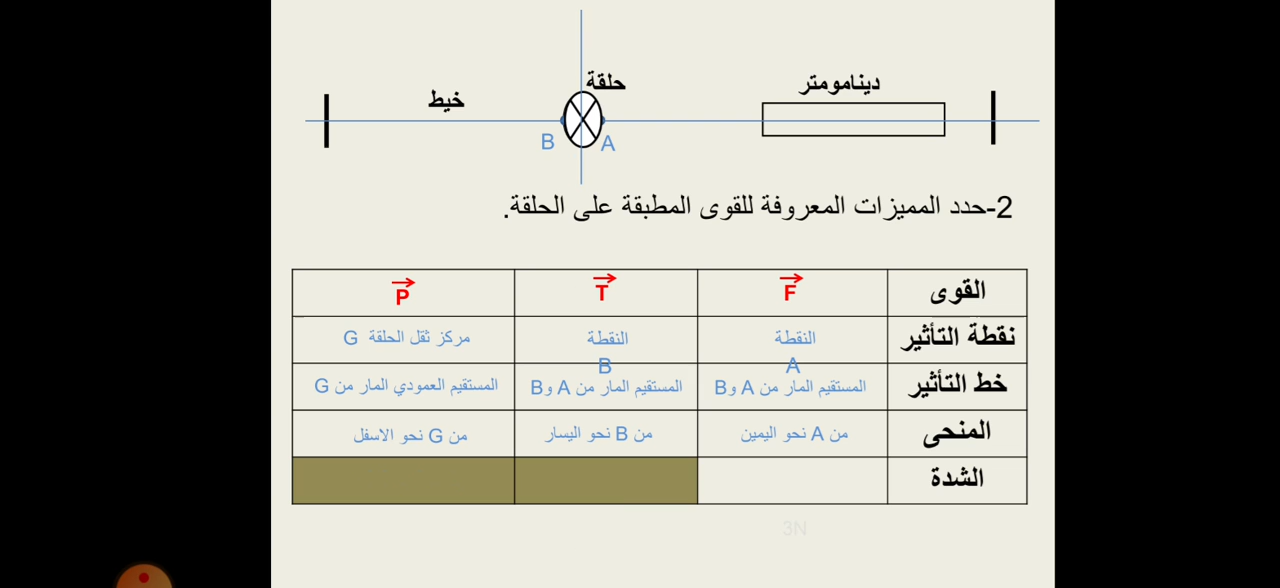 دينامومتر
حلقة
خيط
A
B
2-حدد المميزات المعروفة للقوى المطبقة على الحلقة.
القوى F T P
نقطة التأثير النقطة A النقطة B مركز ثقل الحلقة G
خط التأثير المستقيم المار من A وB المستقيم المار من A وB المستقيم العمودي المار من G
المنحى من A نحو اليمين من B نحو اليسار من G نحو الاسفل
الشدة
3N